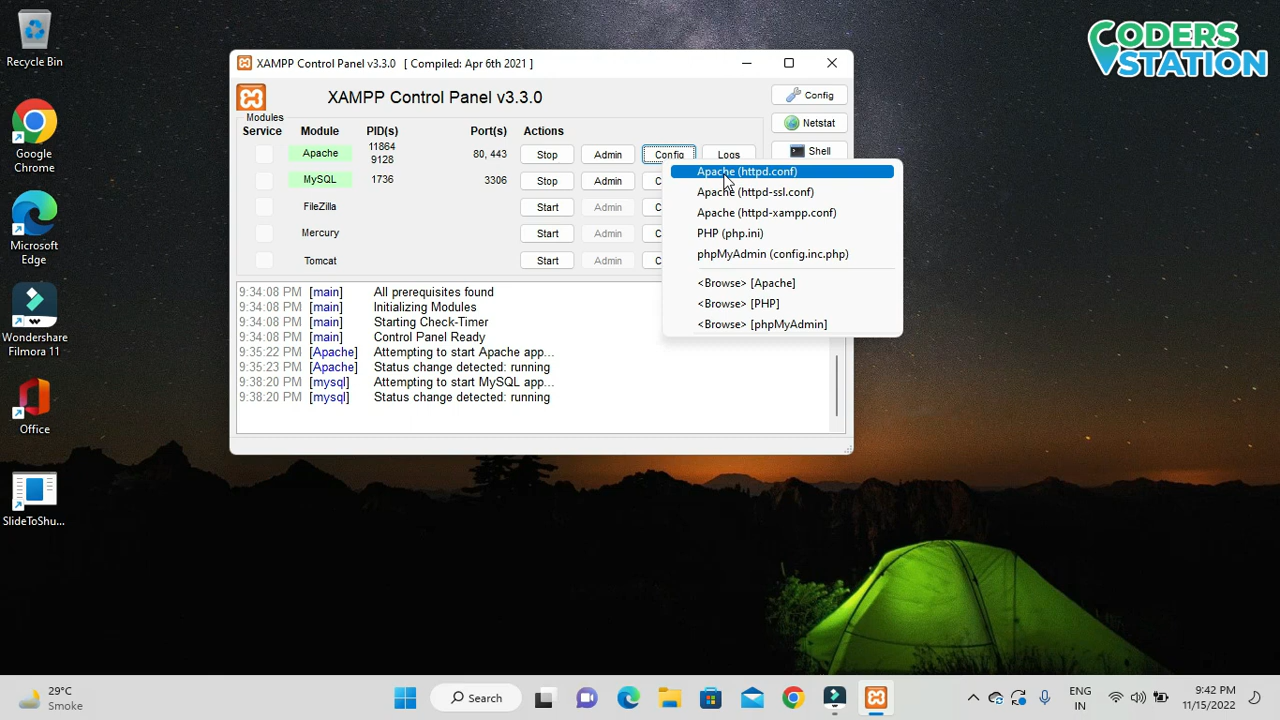 Recycle Bin
Google
Chrome
Microsoft
Edge
Wondershare
Filmora 11
Office
SlideToShu...
CODERS
STATION
XAMPP Control Panel v3.3.0 [ Compiled: Apr 6th 2021 ]
XAMPP Control Panel v3.3.0
Config
Netstat
Shell
Modules
Service Module PID(s) Port(s) Actions
Apache 11864 9128 80, 443 Stop Admin Config Logs
MySQL 1736 3306 Stop Admin C
FileZilla Start Admin C
Mercury Start Admin C
Tomcat Start Admin C
Apache (httpd.conf)
Apache (httpd-ssl.conf)
Apache (httpd-xampp.conf)
PHP (php.ini)
phpMyAdmin (config.inc.php)
<Browse> [Apache]
<Browse> [PHP]
<Browse> [phpMyAdmin]
9:34:08 PM [main] All prerequisites found
9:34:08 PM [main] Initializing Modules
9:34:08 PM [main] Starting Check-Timer
9:34:08 PM [main] Control Panel Ready
9:35:22 PM [Apache] Attempting to start Apache app...
9:35:23 PM [Apache] Status change detected: running
9:38:20 PM [mysql] Attempting to start MySQL app...
9:38:20 PM [mysql] Status change detected: running
29°C
Smoke
Search
ENG
IN
9:42 PM
11/15/2022